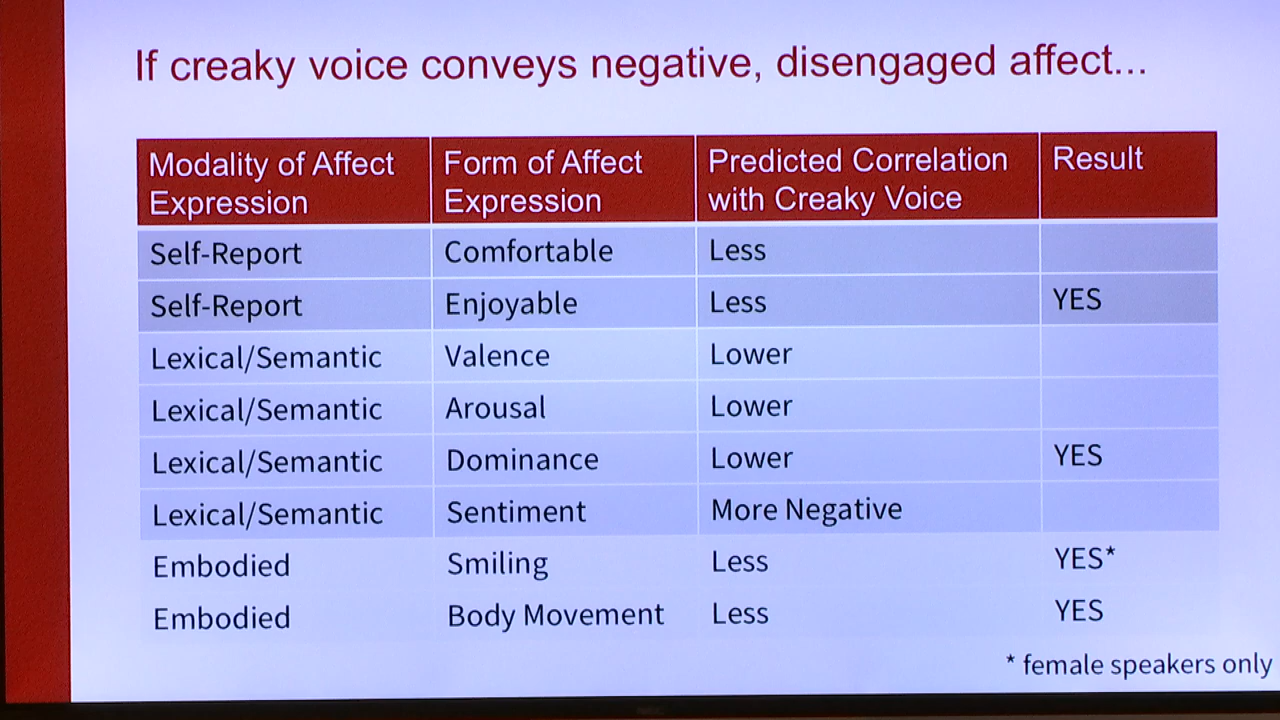 If creaky voice conveys negative, disengaged affect...
Modality of Affect Expression Form of Affect Expression Predicted Correlation with Creaky Voice Result
Self-Report Comfortable Less
Self-Report Enjoyable Less YES
Lexical/Semantic Valence Lower
Lexical/Semantic Arousal Lower
Lexical/Semantic Dominance Lower YES
Lexical/Semantic Sentiment More Negative
Embodied Smiling Less YES*
Embodied Body Movement Less YES
* female speakers only